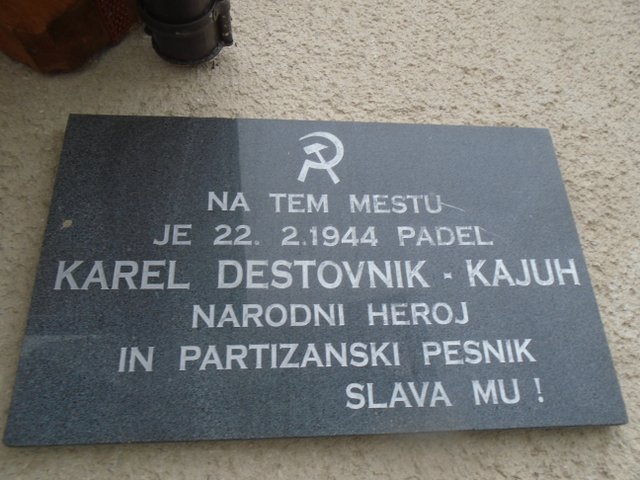 NA TEM MESTU
JE 22. 2.1944 PADEL
KAREL DESTOVNIK - KAJUH
NARODNI HEROJ
IN PARTIZANSKI PESNIK
SLAVA MU !